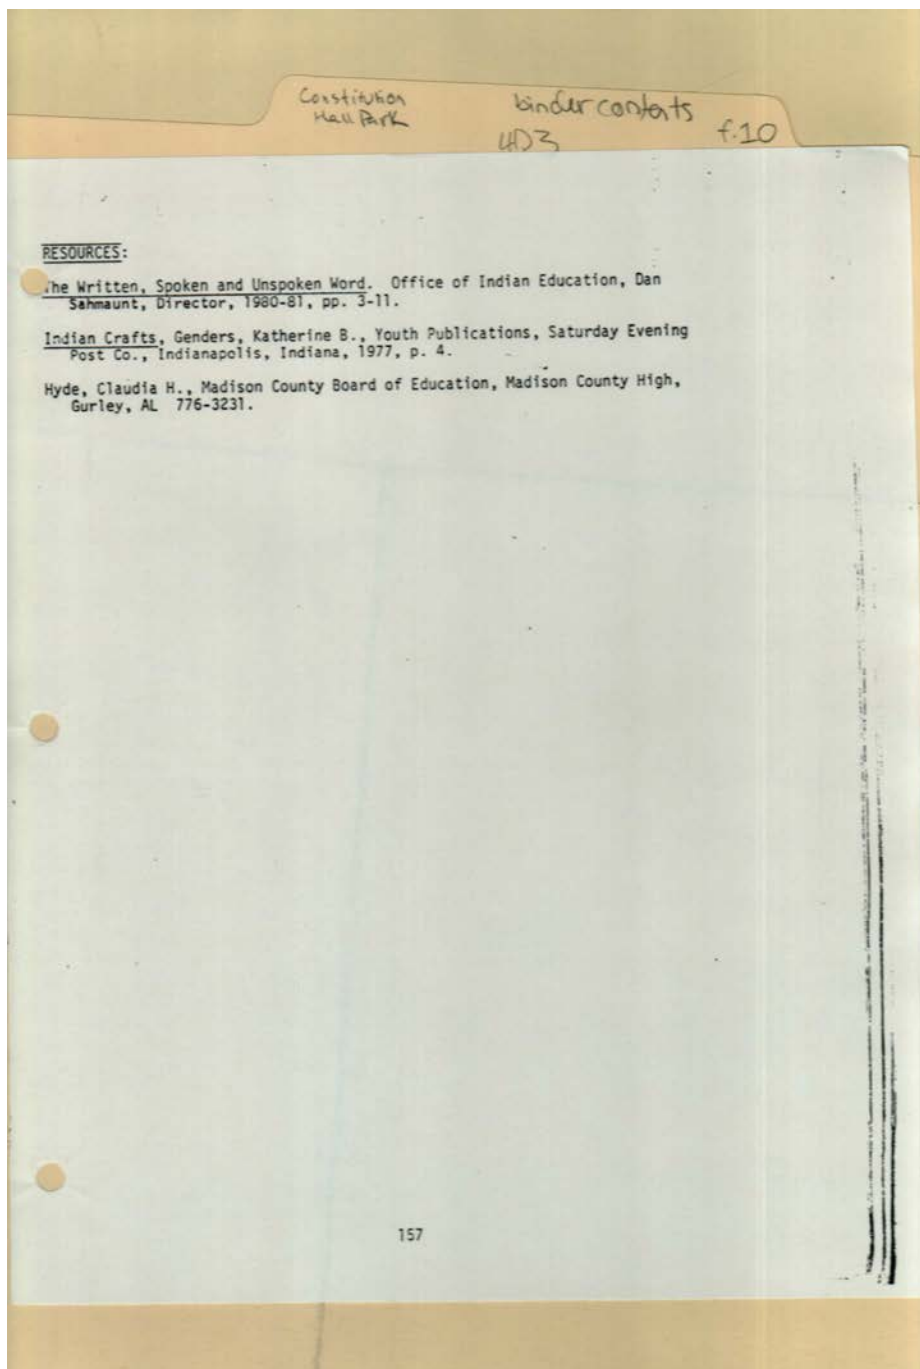 Constitution
Hall Park
binder contents
4D3
f.10
RESOURCES:
The Written, Spoken and Unspoken Word. Office of Indian Education, Dan
Sahmaunt, Director, 1980-81, pp. 3-11.
Indian Crafts, Genders, Katherine B., Youth Publications, Saturday Evening
Post Co., Indianapolis, Indiana, 1977, p. 4.
Hyde, Claudia H., Madison County Board of Education, Madison County High,
Gurley, AL 776-3231.
157